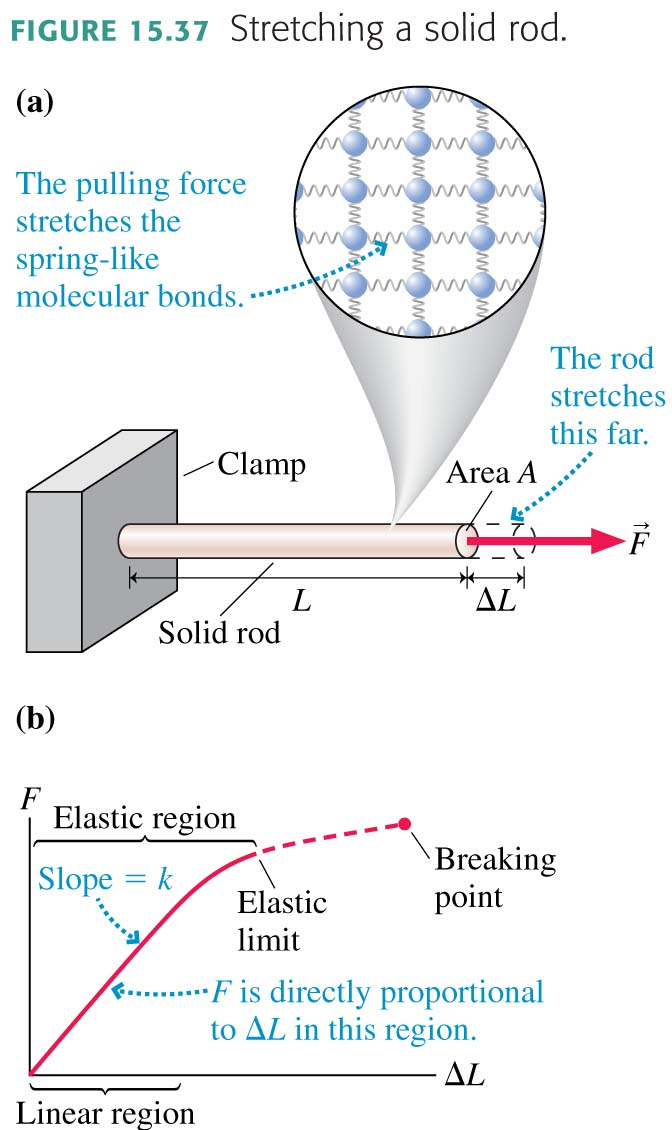 FIGURE 15.37 Stretching a solid rod.
(a)
The pulling force
stretches the
spring-like
molecular bonds.
The rod
stretches
this far.
Clamp
Area A
F⃗
L
ΔL
Solid rod
(b)
F
Elastic region
Slope = k
Breaking
point
Elastic
limit
F is directly proportional
to ΔL in this region.
ΔL
Linear region